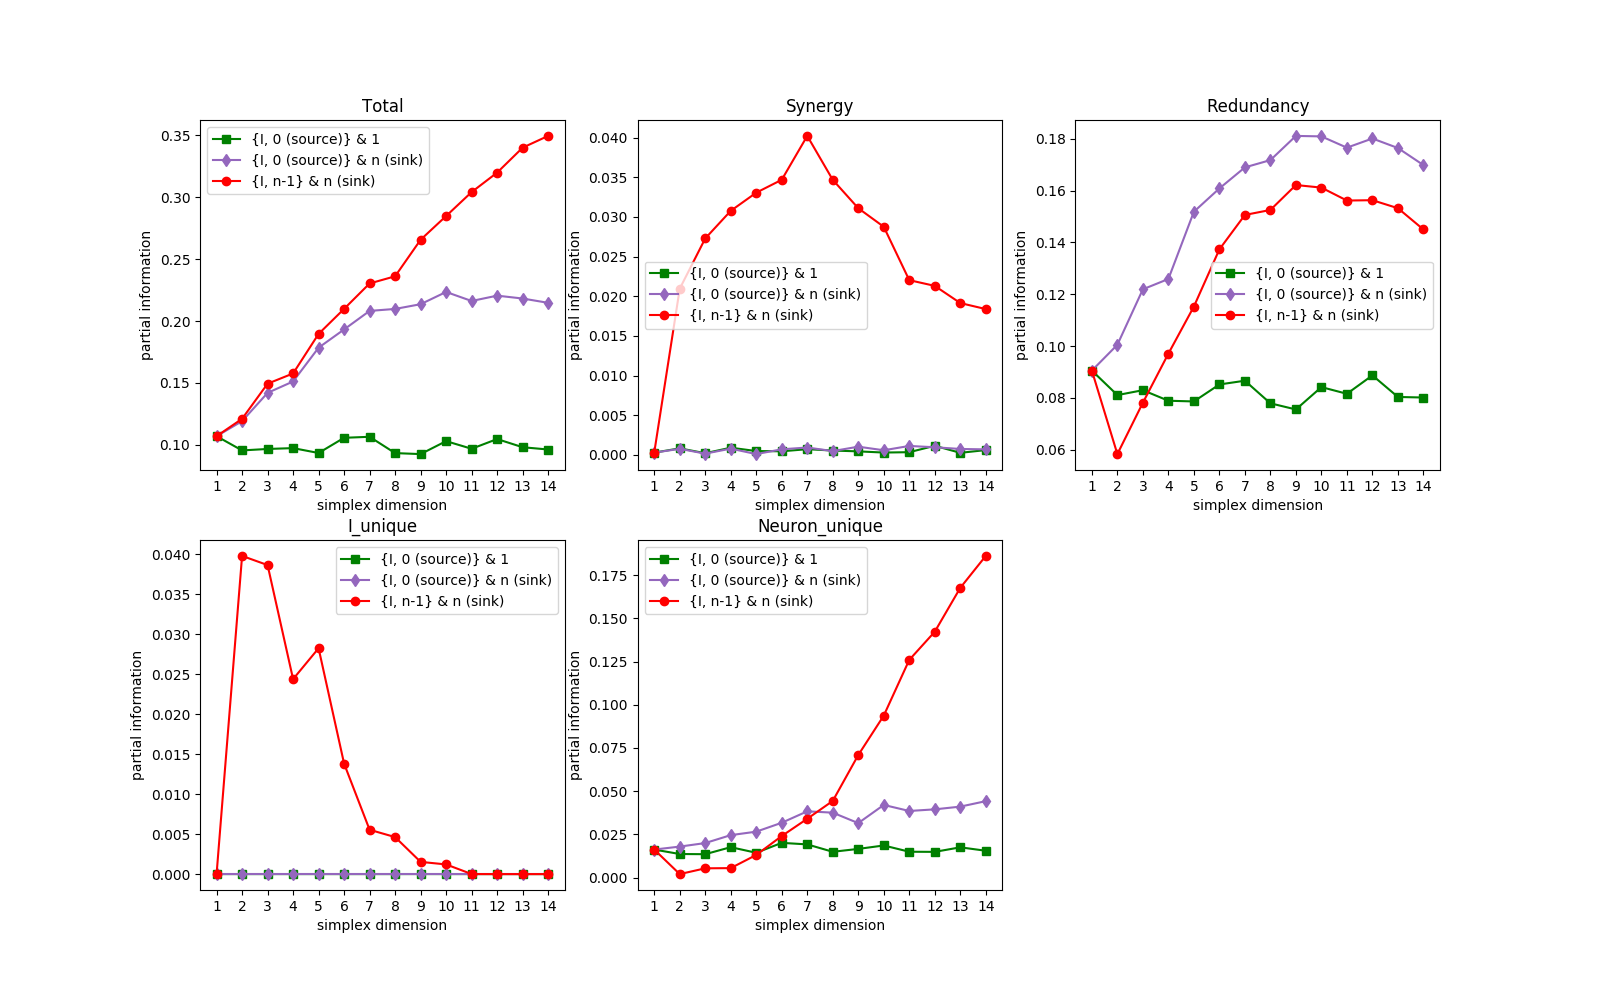 Total
partial information
0.35
0.30
0.25
0.20
0.15
0.10
{I, 0 (source)} & 1
{I, 0 (source)} & n (sink)
{I, n-1} & n (sink)
1 2 3 4 5 6 7 8 9 10 11 12 13 14
simplex dimension
Synergy
partial information
0.040
0.035
0.030
0.025
0.020
0.015
0.010
0.005
0.000
{I, 0 (source)} & 1
{I, 0 (source)} & n (sink)
{I, n-1} & n (sink)
1 2 3 4 5 6 7 8 9 10 11 12 13 14
simplex dimension
Redundancy
partial information
0.18
0.16
0.14
0.12
0.10
0.08
0.06
{I, 0 (source)} & 1
{I, 0 (source)} & n (sink)
{I, n-1} & n (sink)
1 2 3 4 5 6 7 8 9 10 11 12 13 14
simplex dimension
I_unique
partial information
0.040
0.035
0.030
0.025
0.020
0.015
0.010
0.005
0.000
{I, 0 (source)} & 1
{I, 0 (source)} & n (sink)
{I, n-1} & n (sink)
1 2 3 4 5 6 7 8 9 10 11 12 13 14
simplex dimension
Neuron_unique
partial information
0.175
0.150
0.125
0.100
0.075
0.050
0.025
0.000
{I, 0 (source)} & 1
{I, 0 (source)} & n (sink)
{I, n-1} & n (sink)
1 2 3 4 5 6 7 8 9 10 11 12 13 14
simplex dimension